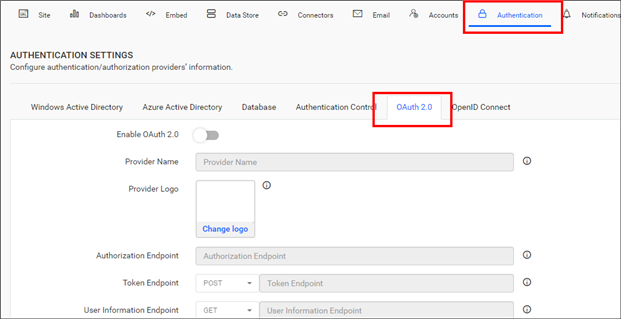 Site Dashboards Embed Data Store Connectors Email Accounts Authentication Notifications
AUTHENTICATION SETTINGS
Configure authentication/authorization providers' information.
Windows Active Directory Azure Active Directory Database Authentication Control OAuth 2.0 OpenID Connect
Enable OAuth 2.0
Provider Name Provider Name
Provider Logo
Change logo
Authorization Endpoint Authorization Endpoint
Token Endpoint POST Token Endpoint
User Information Endpoint GET User Information Endpoint